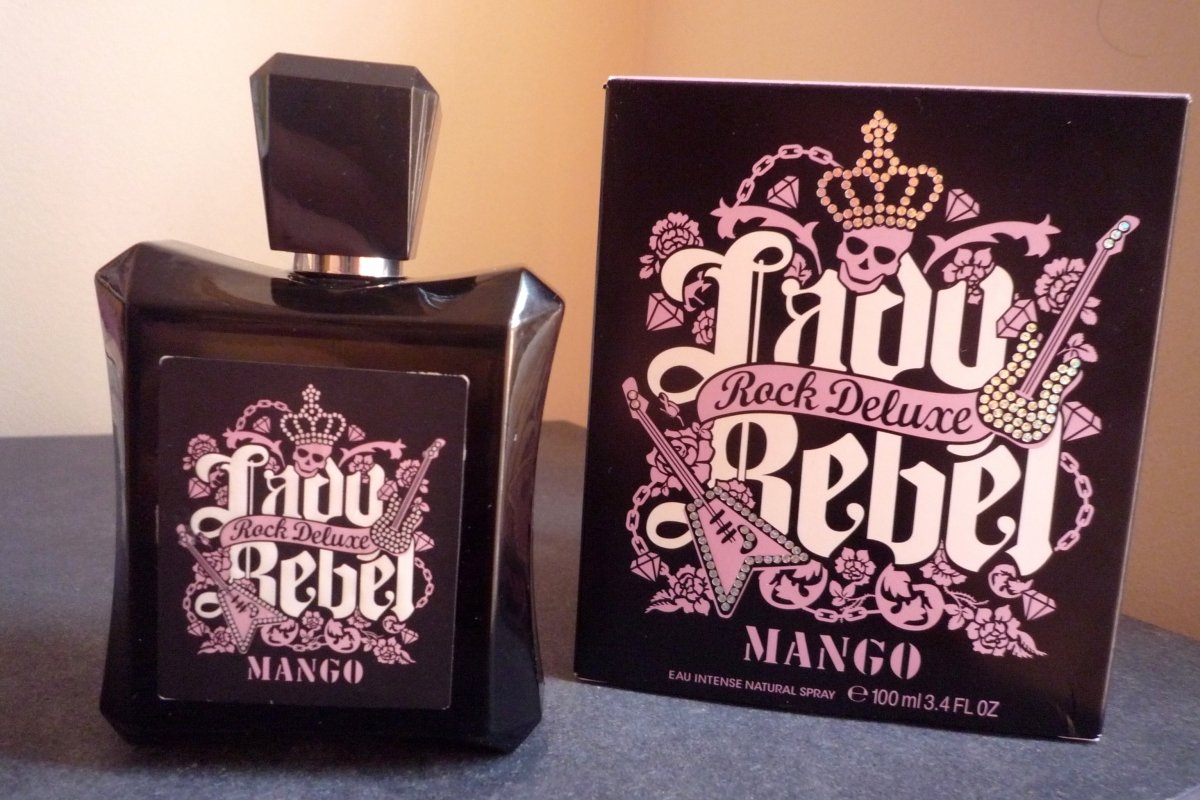 Lady
Rock Deluxe
Rebel
MANGO
Lady
Rock Deluxe
Rebel
MANGO
EAU INTENSE NATURAL SPRAY ℮ 100 ml 3.4 FL OZ